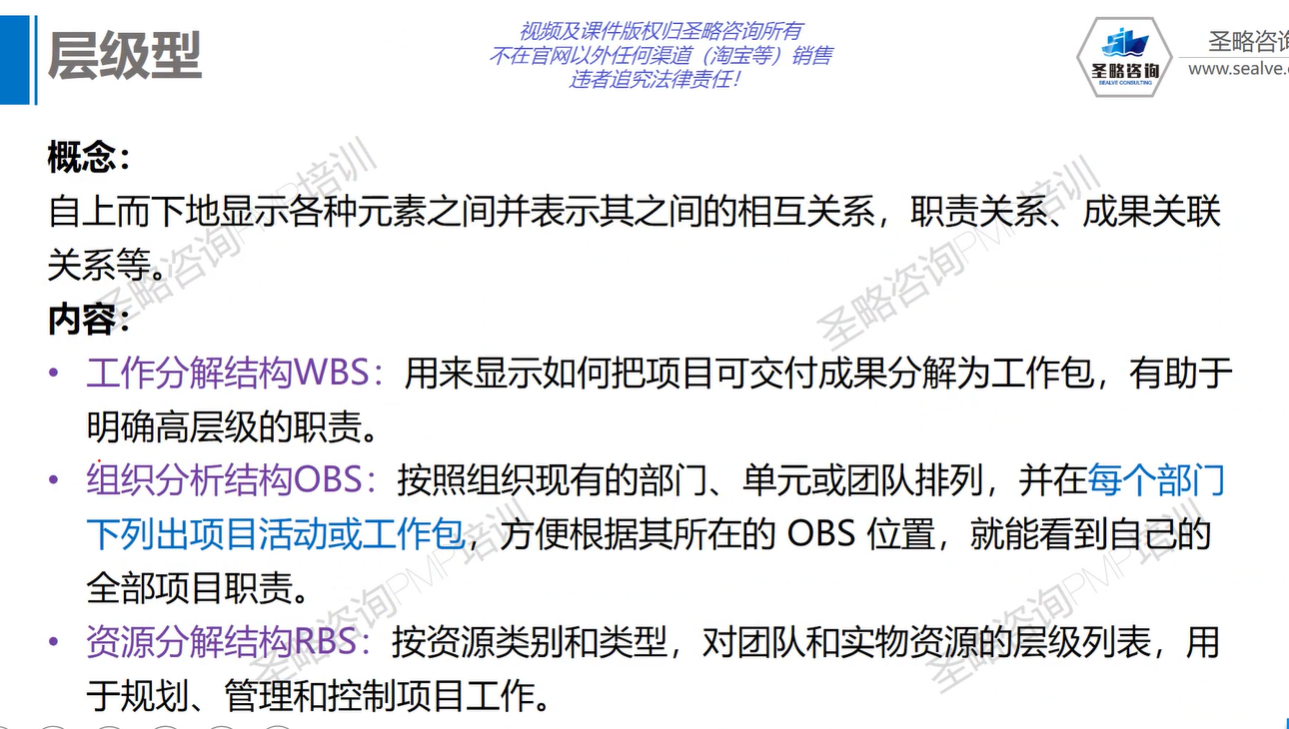 层级型
视频及课件版权归圣略咨询所有
不在官网以外任何渠道（淘宝等）销售
违者追究法律责任！
圣略咨询
SEALVE CONSULTING
圣略咨询
www.sealve.
概念：
自上而下地显示各种元素之间并表示其之间的相互关系，职责关系、成果关联
关系等。
内容：
• 工作分解结构WBS：用来显示如何把项目可交付成果分解为工作包，有助于
明确高层级的职责。
• 组织分析结构OBS：按照组织现有的部门、单元或团队排列，并在每个部门
下列出项目活动或工作包，方便根据其所在的 OBS 位置，就能看到自己的
全部项目职责。
• 资源分解结构RBS：按资源类别和类型，对团队和实物资源的层级列表，用
于规划、管理和控制项目工作。
圣略咨询PMP培训
圣略咨询PMP培训
圣略咨询PMP培训
圣略咨询PMP培训